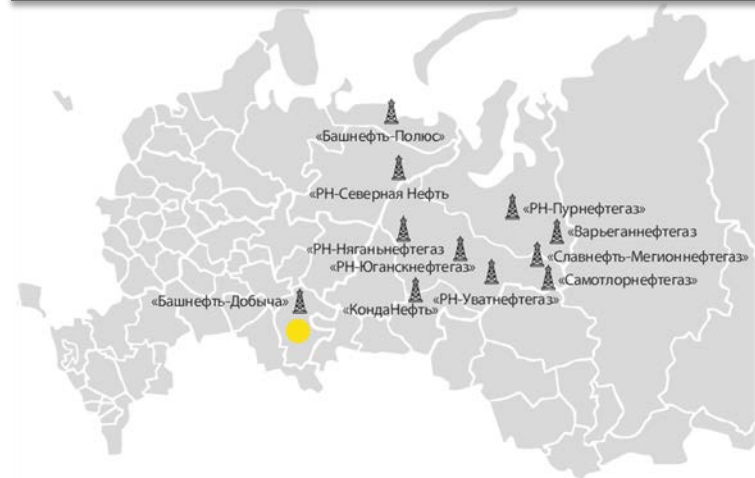 «Башнефть-Полюс»
«РН-Северная Нефть
«РН-Пурнефтегаз»
«Варьеганнефтегаз
«РН-Няганьнефтегаз
«Славнефть-Мегионнефтегаз»
«РН-Юганскнефтегаз»
«Самотлорнефтегаз»
«Башнефть-Добыча»
«КондаНефть»
«РН-Уватнефтегаз»